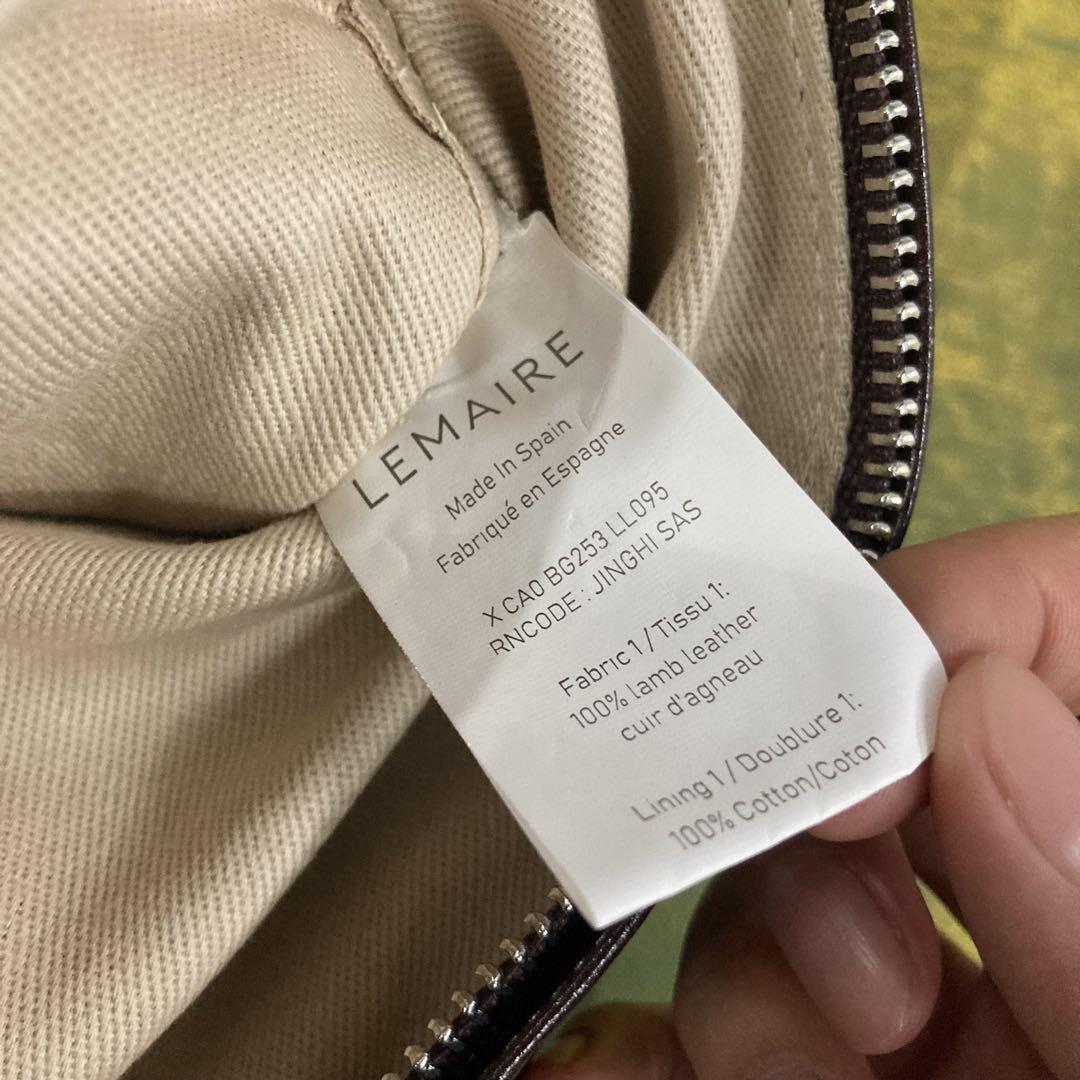 LEMAIRE
Made In Spain
Fabriqué en Espagne
X CA0 BG253 LL095
RNCODE : JINGHI SAS
Fabric 1 / Tissu 1:
100% lamb leather
cuir d'agneau
Lining 1 / Doublure 1:
100% Cotton/Coton